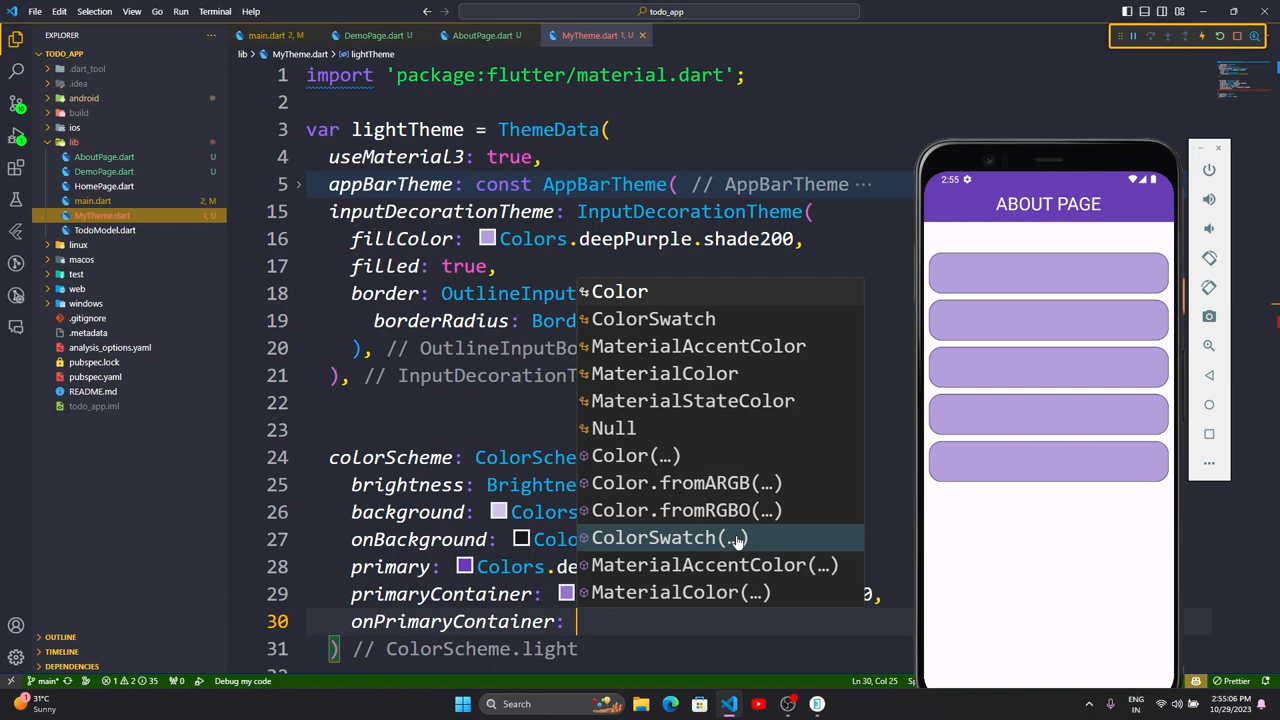 File Edit Selection View Go Run Terminal Help
todo_app
EXPLORER
TODO_APP
.dart_tool
.idea
android
build
ios
lib
AboutPage.dart U
DemoPage.dart U
HomePage.dart
main.dart 2, M
MyTheme.dart 1, U
TodoModel.dart
linux
macos
test
web
windows
.gitignore
.metadata
analysis_options.yaml
pubspec.lock
pubspec.yaml
README.md
todo_app.iml
OUTLINE
TIMELINE
DEPENDENCIES
main.dart 2, M
DemoPage.dart U
AboutPage.dart U
MyTheme.dart 1, U
lib > MyTheme.dart > lightTheme
1 import 'package:flutter/material.dart';
2
3 var lightTheme = ThemeData(
4 useMaterial3: true,
5 appBarTheme: const AppBarTheme( // AppBarTheme ...
15 inputDecorationTheme: InputDecorationTheme(
16 fillColor: Colors.deepPurple.shade200,
17 filled: true,
18 border: OutlineInput
19 borderRadius: Bord
20 ), // OutlineInputBo
21 ), // InputDecorationT
22
23
24 colorScheme: ColorSche
25 brightness: Brightne
26 background: Colors
27 onBackground: Colo
28 primary: Colors.de
29 primaryContainer: 0,
30 onPrimaryContainer:
31 ) // ColorScheme.light
Color
ColorSwatch
MaterialAccentColor
MaterialColor
MaterialStateColor
Null
Color(…)
Color.fromARGB(…)
Color.fromRGBO(…)
ColorSwatch(…)
MaterialAccentColor(…)
MaterialColor(…)
2:55
ABOUT PAGE
main* 1 2 35 0 Debug my code
Ln 30, Col 25
Prettier
31°C
Sunny
Search
ENG
IN
2:55:06 PM
10/29/2023